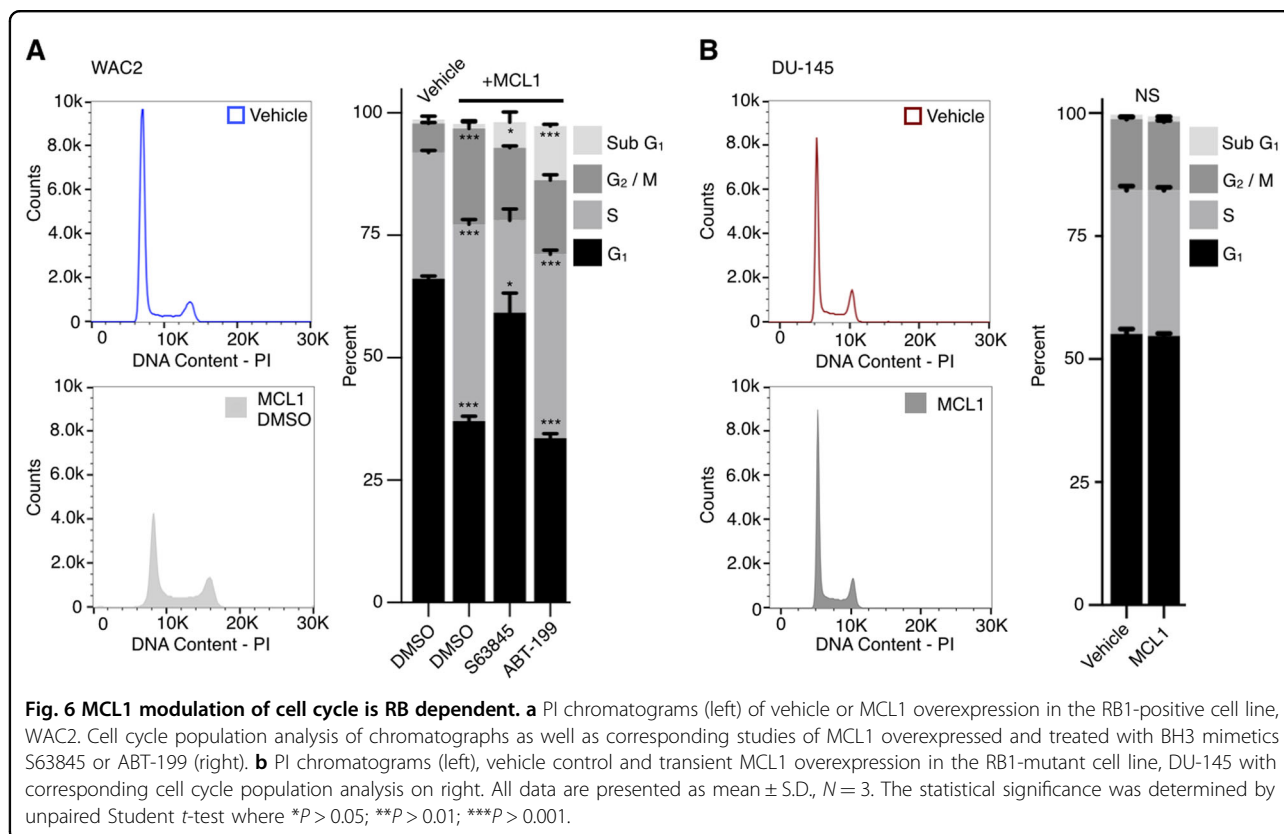 A
WAC2
10k
8.0k
6.0k
4.0k
2.0k
0
Counts
Vehicle
0 10K 20K 30K
DNA Content - PI
10k
8.0k
6.0k
4.0k
2.0k
0
Counts
MCL1
DMSO
10K 20K 30K
DNA Content - PI
Vehicle
+MCL1
100
75
50
25
0
Percent
*** * ***
*** ***
*
*** ***
DMSO
DMSO
S63845
ABT-199
Sub G₁
G₂ / M
S
G₁
B
DU-145
10k
8.0k
6.0k
4.0k
2.0k
0
Counts
Vehicle
0 10K 20K 30K
DNA Content - PI
10k
8.0k
6.0k
4.0k
2.0k
0
Counts
MCL1
0 10K 20K 30K
DNA Content - PI
NS
100
75
50
25
0
Percent
Vehicle
MCL1
Sub G₁
G₂ / M
S
G₁
Fig. 6 MCL1 modulation of cell cycle is RB dependent. a PI chromatograms (left) of vehicle or MCL1 overexpression in the RB1-positive cell line,
WAC2. Cell cycle population analysis of chromatographs as well as corresponding studies of MCL1 overexpressed and treated with BH3 mimetics
S63845 or ABT-199 (right). b PI chromatograms (left), vehicle control and transient MCL1 overexpression in the RB1-mutant cell line, DU-145 with
corresponding cell cycle population analysis on right. All data are presented as mean ± S.D., N = 3. The statistical significance was determined by
unpaired Student t-test where *P > 0.05; **P > 0.01; ***P > 0.001.